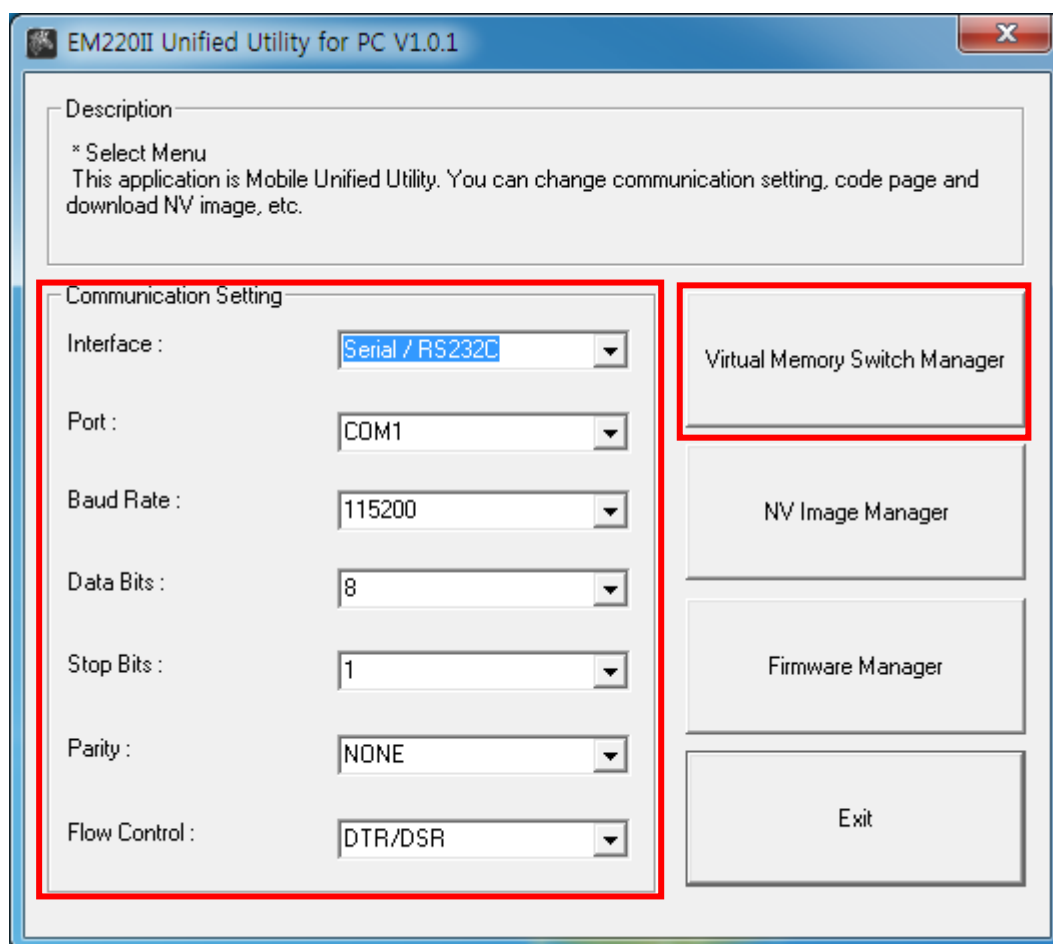 EM220II Unified Utility for PC V1.0.1
Description
* Select Menu
This application is Mobile Unified Utility. You can change communication setting, code page and
download NV image, etc.
Communication Setting
Interface : Serial / RS232C
Port : COM1
Baud Rate : 115200
Data Bits : 8
Stop Bits : 1
Parity : NONE
Flow Control : DTR/DSR
Virtual Memory Switch Manager
NV Image Manager
Firmware Manager
Exit